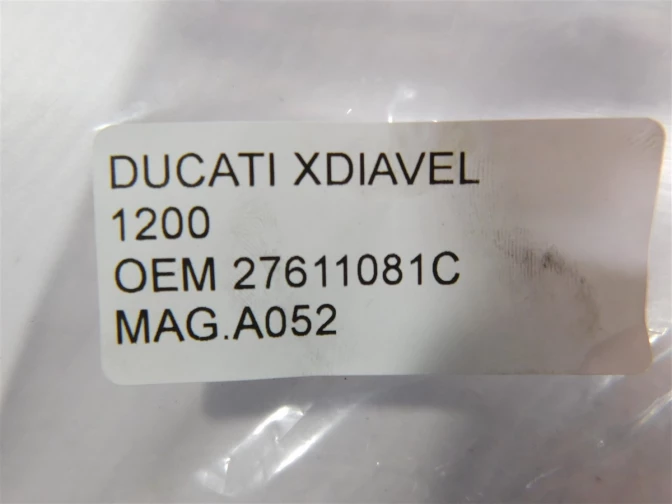 DUCATI XDIAVEL
1200
OEM 27611081C
MAG.A052